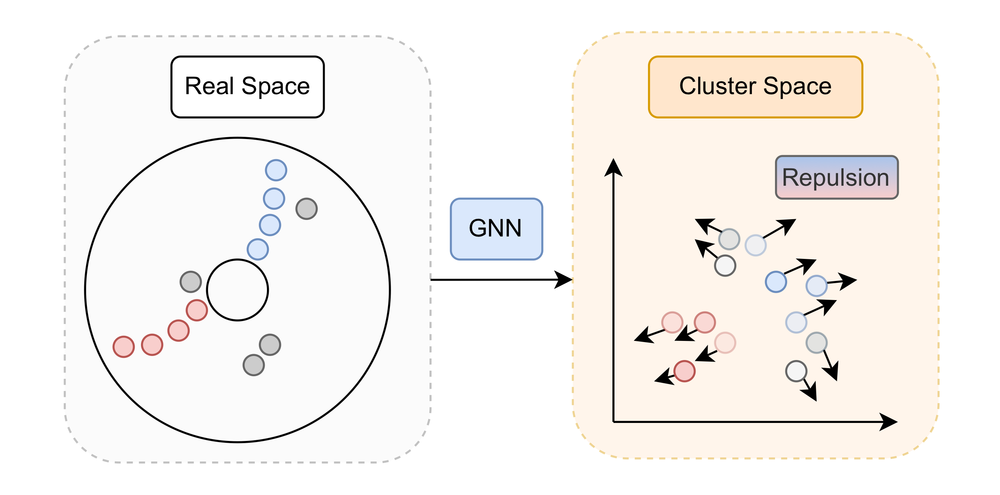 Real Space
Cluster Space
Repulsion
GNN